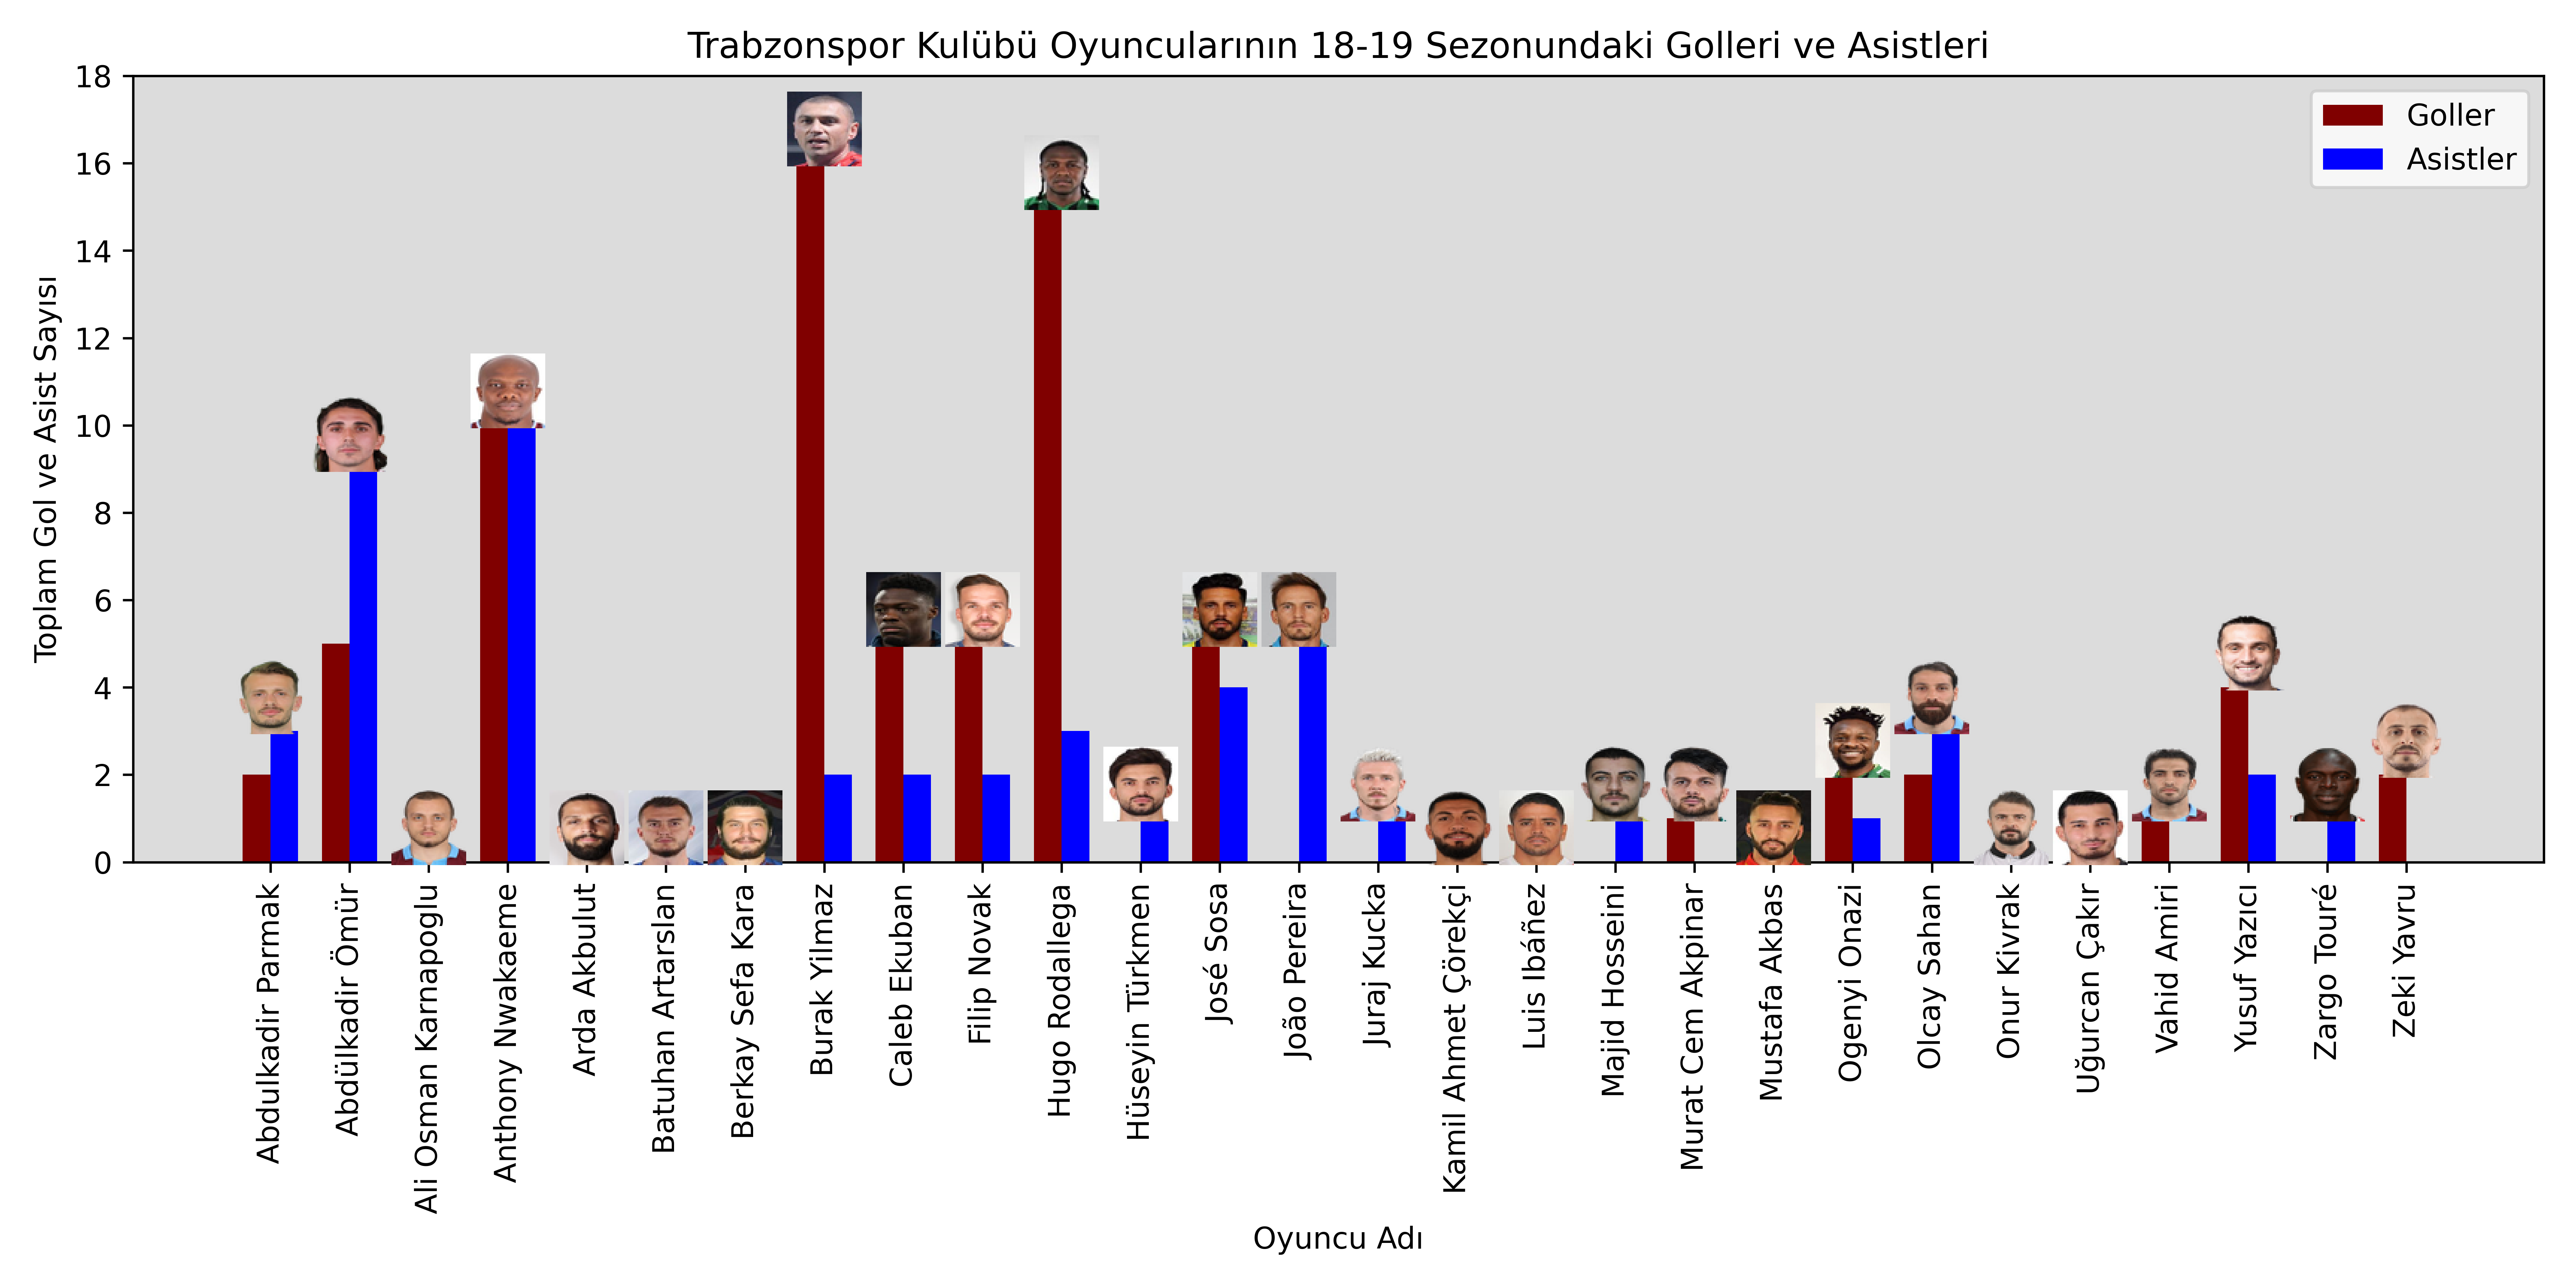 Trabzonspor Kulübü Oyuncularının 18-19 Sezonundaki Golleri ve Asistleri
Goller
Asistler
Toplam Gol ve Asist Sayısı
18
16
14
12
10
8
6
4
2
0
Abdulkadir Parmak
Abdülkadir Ömür
Ali Osman Karnapoglu
Anthony Nwakaeme
Arda Akbulut
Batuhan Artarslan
Berkay Sefa Kara
Burak Yilmaz
Caleb Ekuban
Filip Novak
Hugo Rodallega
Hüseyin Türkmen
José Sosa
João Pereira
Juraj Kucka
Kamil Ahmet Çörekçi
Luis Ibáñez
Majid Hosseini
Murat Cem Akpinar
Mustafa Akbas
Ogenyi Onazi
Olcay Sahan
Onur Kivrak
Uğurcan Çakır
Vahid Amiri
Yusuf Yazıcı
Zargo Touré
Zeki Yavru
Oyuncu Adı